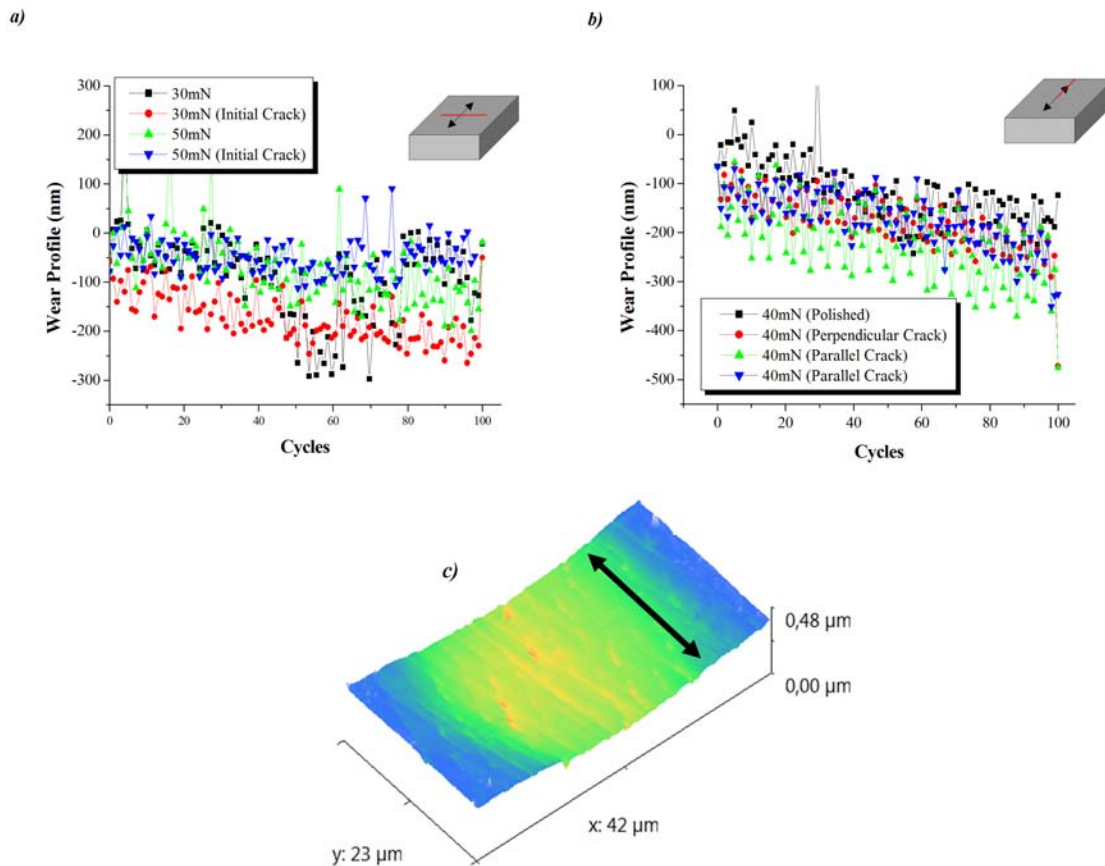 a)
Wear Profile (nm)
300
200
100
0
-100
-200
-300
30mN
30mN (Initial Crack)
50mN
50mN (Initial Crack)
0 20 40 60 80 100
Cycles
b)
Wear Profile (nm)
100
0
-100
-200
-300
-400
-500
40mN (Polished)
40mN (Perpendicular Crack)
40mN (Parallel Crack)
40mN (Parallel Crack)
0 20 40 60 80 100
Cycles
c)
0,48 µm
0,00 µm
x: 42 µm
y: 23 µm